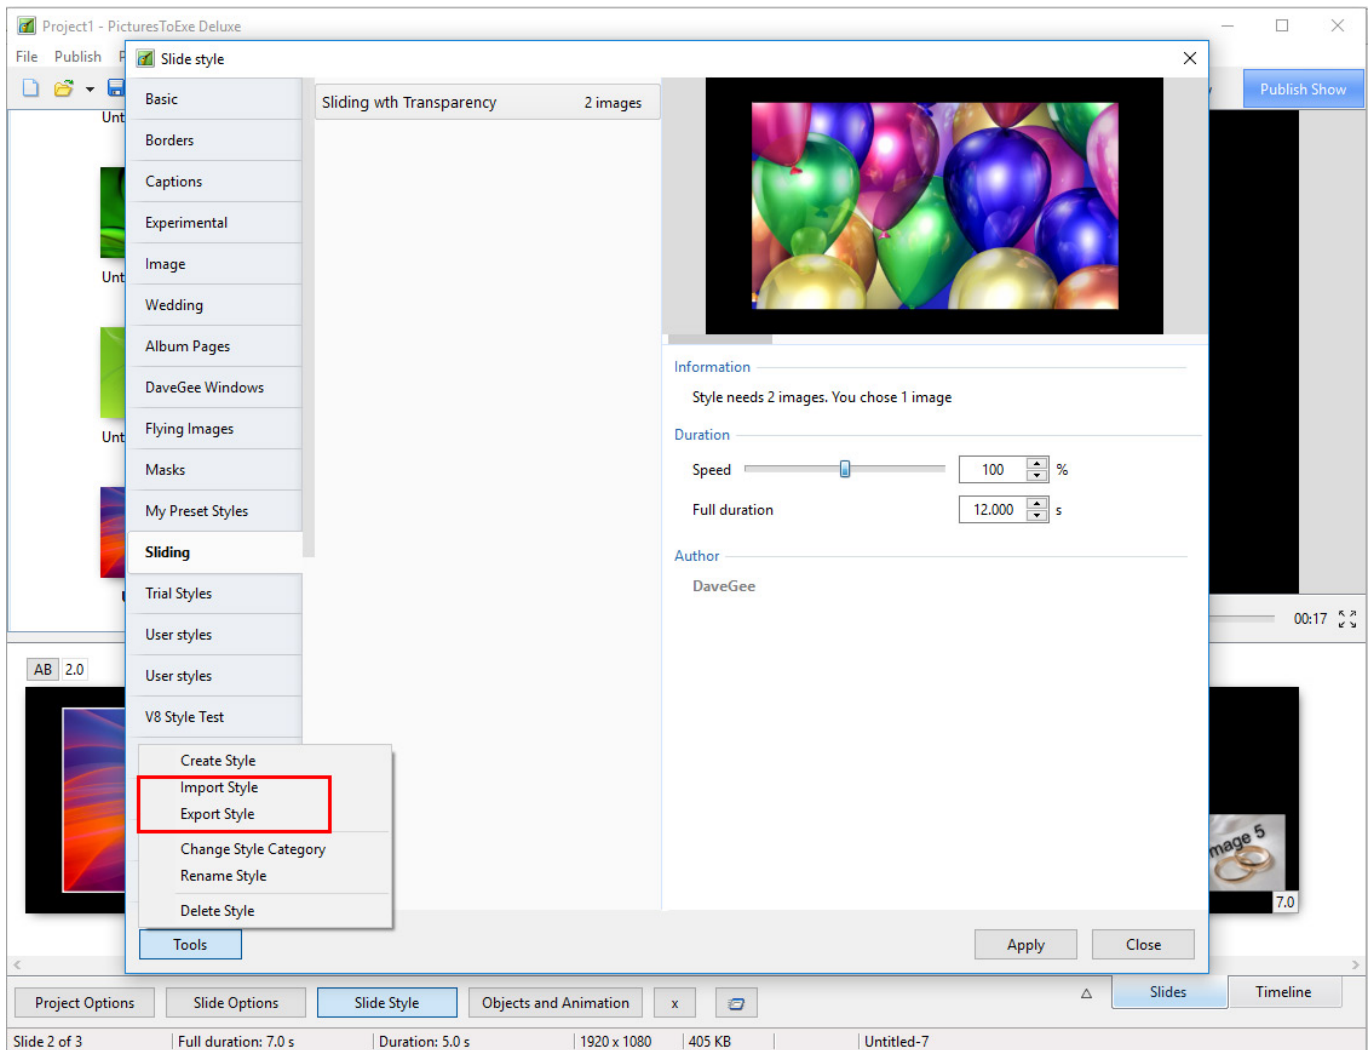 Project1 - PicturesToExe Deluxe
File Publish
Slide style
Publish Show
Basic
Borders
Captions
Experimental
Image
Wedding
Album Pages
DaveGee Windows
Flying Images
Masks
My Preset Styles
Sliding
Trial Styles
User styles
User styles
V8 Style Test
Sliding wth Transparency 2 images
Information
Style needs 2 images. You chose 1 image
Duration
Speed 100 %
Full duration 12.000 s
Author
DaveGee
Unt
Unt
Unt
00:17
AB 2.0
Create Style
Import Style
Export Style
Change Style Category
Rename Style
Delete Style
mage 5
7.0
Tools Apply Close
Project Options Slide Options Slide Style Objects and Animation x Slides Timeline
Slide 2 of 3 Full duration: 7.0 s Duration: 5.0 s 1920 x 1080 405 KB Untitled-7